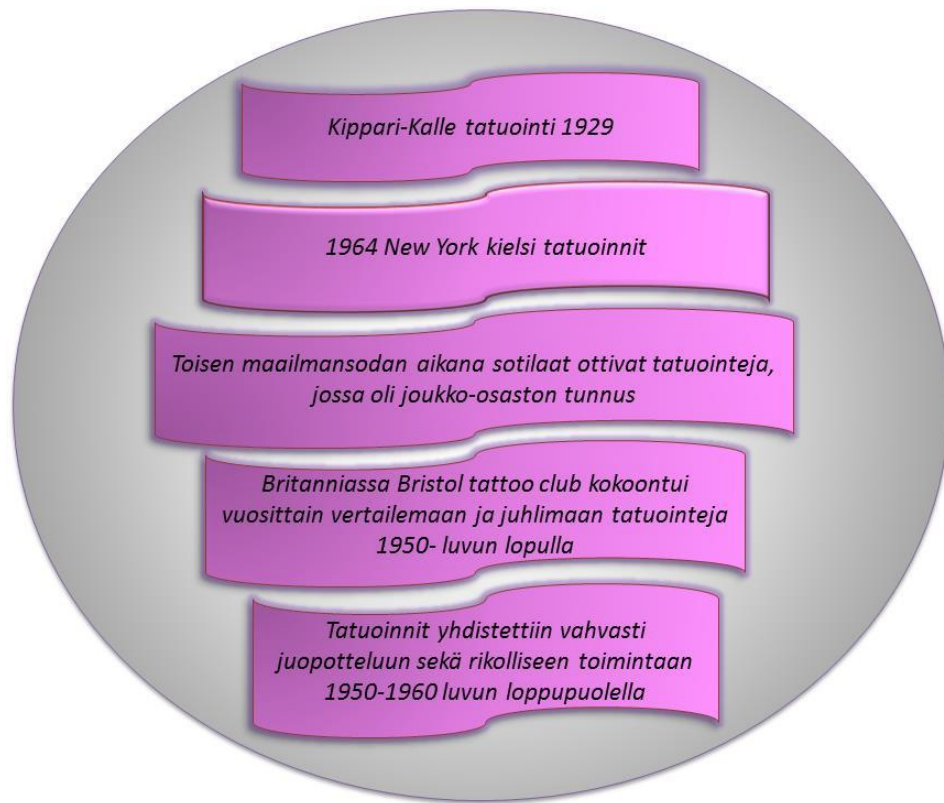 Kippari-Kalle tatuointi 1929
1964 New York kielsi tatuoinnit
Toisen maailmansodan aikana sotilaat ottivat tatuointeja,
jossa oli joukko-osaston tunnus
Britanniassa Bristol tattoo club kokoontui
vuosittain vertailemaan ja juhlimaan tatuointeja
1950- luvun lopulla
Tatuoinnit yhdistettiin vahvasti
juopotteluun sekä rikolliseen toimintaan
1950-1960 luvun loppupuolella